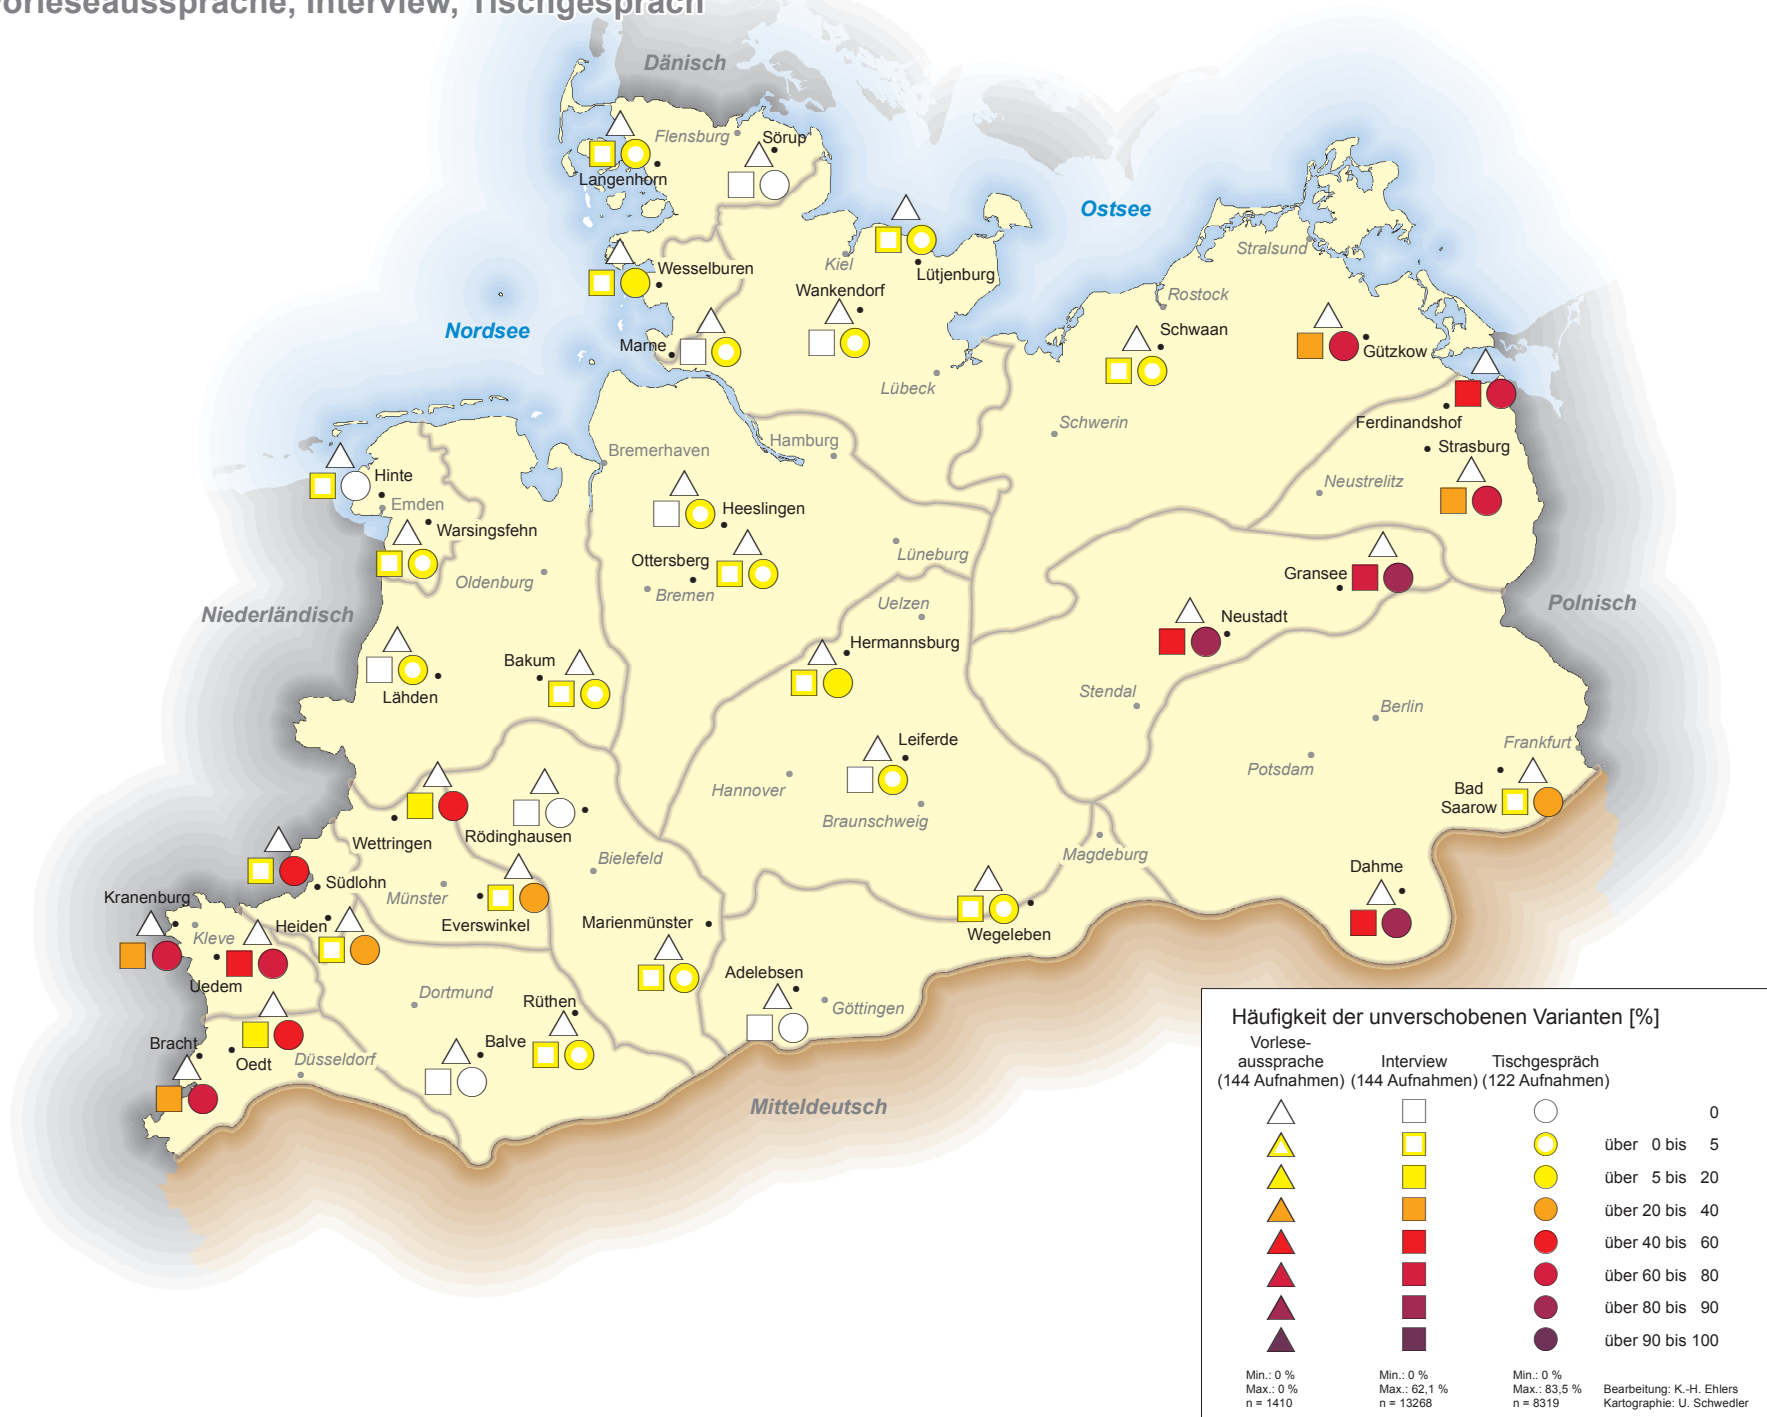 Vorleseaussprache, Interview, Tischgespräch
Dänisch
Flensburg
Sörup
Langenhorn
Ostsee
Stralsund
Kiel
Wesselburen
Lütjenburg
Wankendorf
Rostock
Nordsee
Schwaan
Marne
Gützkow
Lübeck
Ferdinandshof
Schwerin
Hamburg
Strasburg
Bremerhaven
Hinte
Neustrelitz
Emden
Heeslingen
Warsingsfehn
Lüneburg
Ottersberg
Gransee
Oldenburg
Bremen
Uelzen
Niederländisch
Polnisch
Neustadt
Hermannsburg
Bakum
Lähden
Stendal
Berlin
Leiferde
Frankfurt
Potsdam
Hannover
Bad
Saarow
Braunschweig
Rödinghausen
Wettringen
Magdeburg
Bielefeld
Dahme
Südlohn
Kranenburg
Münster
Heiden
Everswinkel
Marienmünster
Wegeleben
Kleve
Adelebsen
Uedem
Dortmund
Rüthen
Göttingen
Bracht
Balve
Oedt
Düsseldorf
Mitteldeutsch
Häufigkeit der unverschobenen Varianten [%]
Vorlese-
aussprache Interview Tischgespräch
(144 Aufnahmen) (144 Aufnahmen) (122 Aufnahmen)
0
über 0 bis 5
über 5 bis 20
über 20 bis 40
über 40 bis 60
über 60 bis 80
über 80 bis 90
über 90 bis 100
Min.: 0 % Min.: 0 % Min.: 0 %
Max.: 0 % Max.: 62,1 % Max.: 83,5 % Bearbeitung: K.-H. Ehlers
n = 1410 n = 13268 n = 8319 Kartographie: U. Schwedler